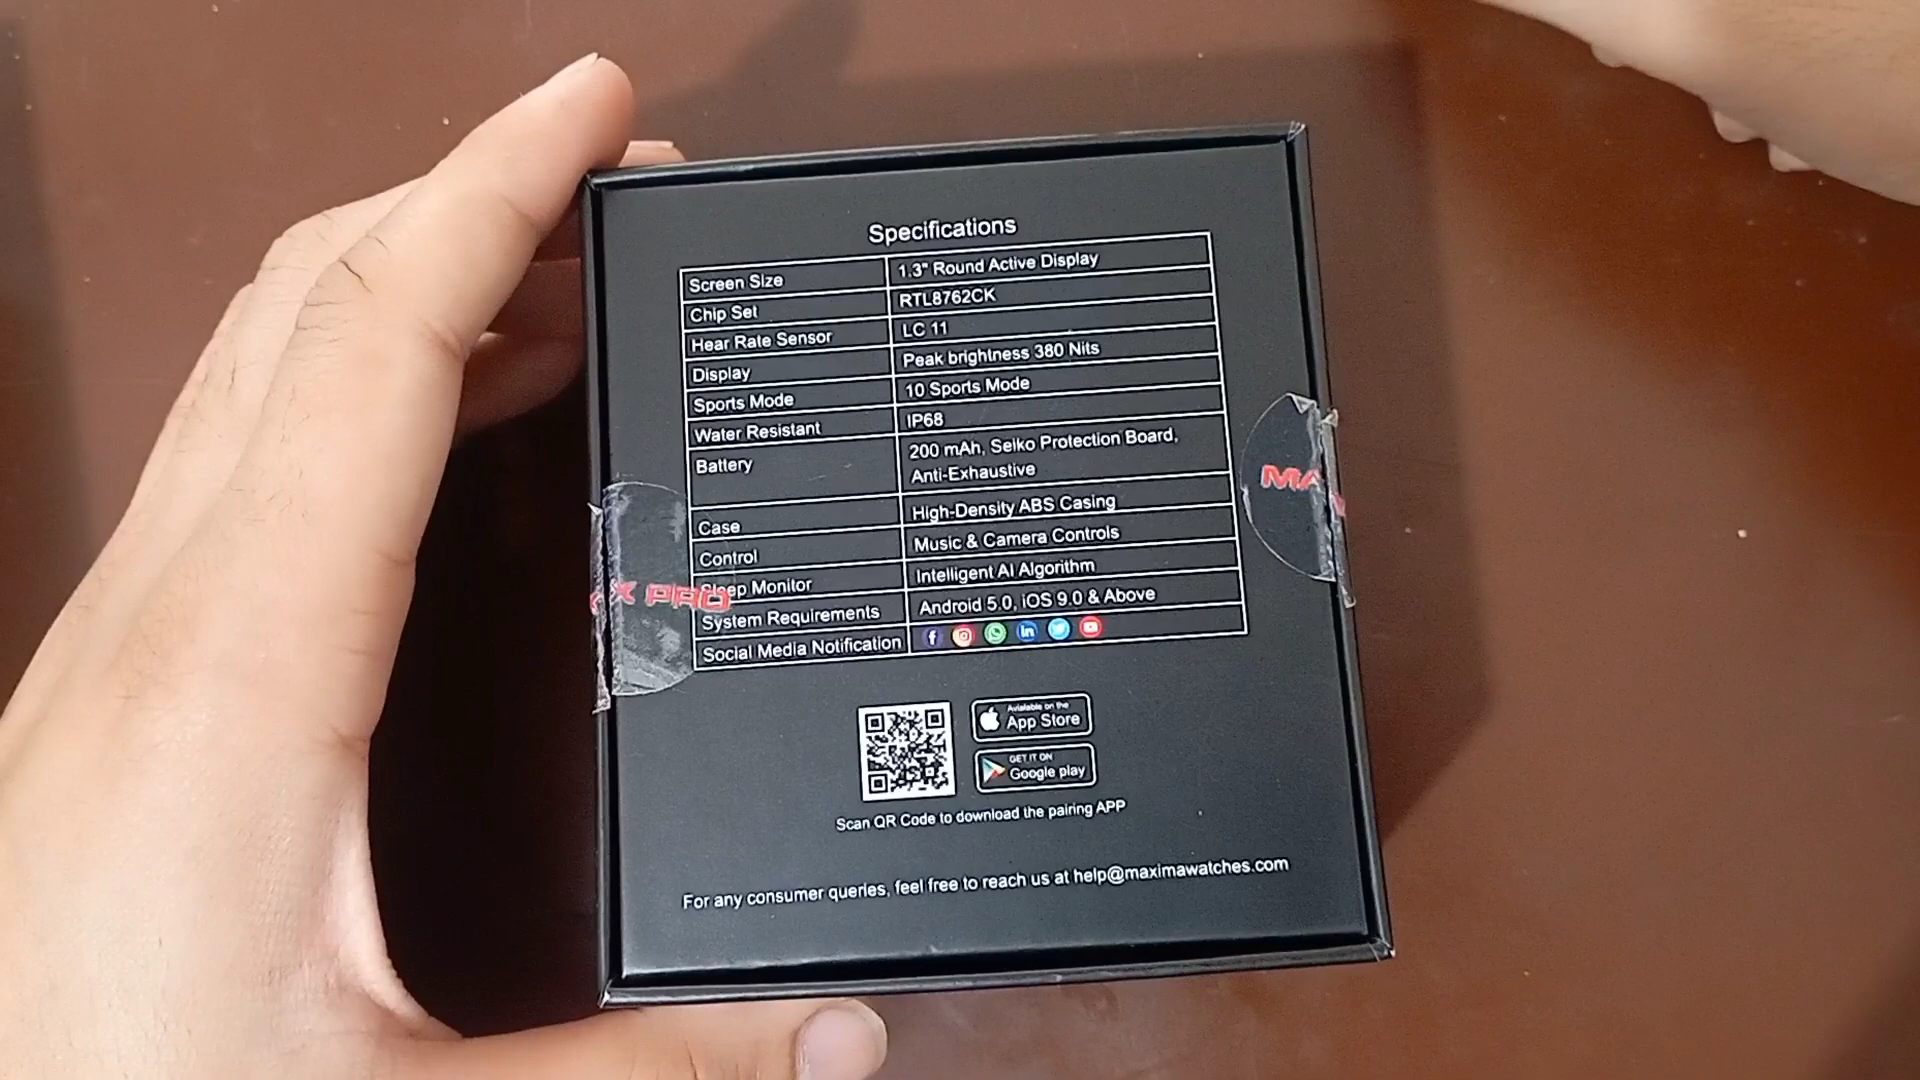 Specifications
Screen Size 1.3" Round Active Display
Chip Set RTL8762CK
Hear Rate Sensor LC 11
Display Peak brightness 380 Nits
Sports Mode 10 Sports Mode
Water Resistant IP68
Battery 200 mAh, Seiko Protection Board,
Anti-Exhaustive
Case High-Density ABS Casing
Control Music & Camera Controls
Sleep Monitor Intelligent AI Algorithm
System Requirements Android 5.0, iOS 9.0 & Above
Social Media Notification
X PRO
MA
Available on the
App Store
GET IT ON
Google play
Scan QR Code to download the pairing APP
For any consumer queries, feel free to reach us at help@maximawatches.com